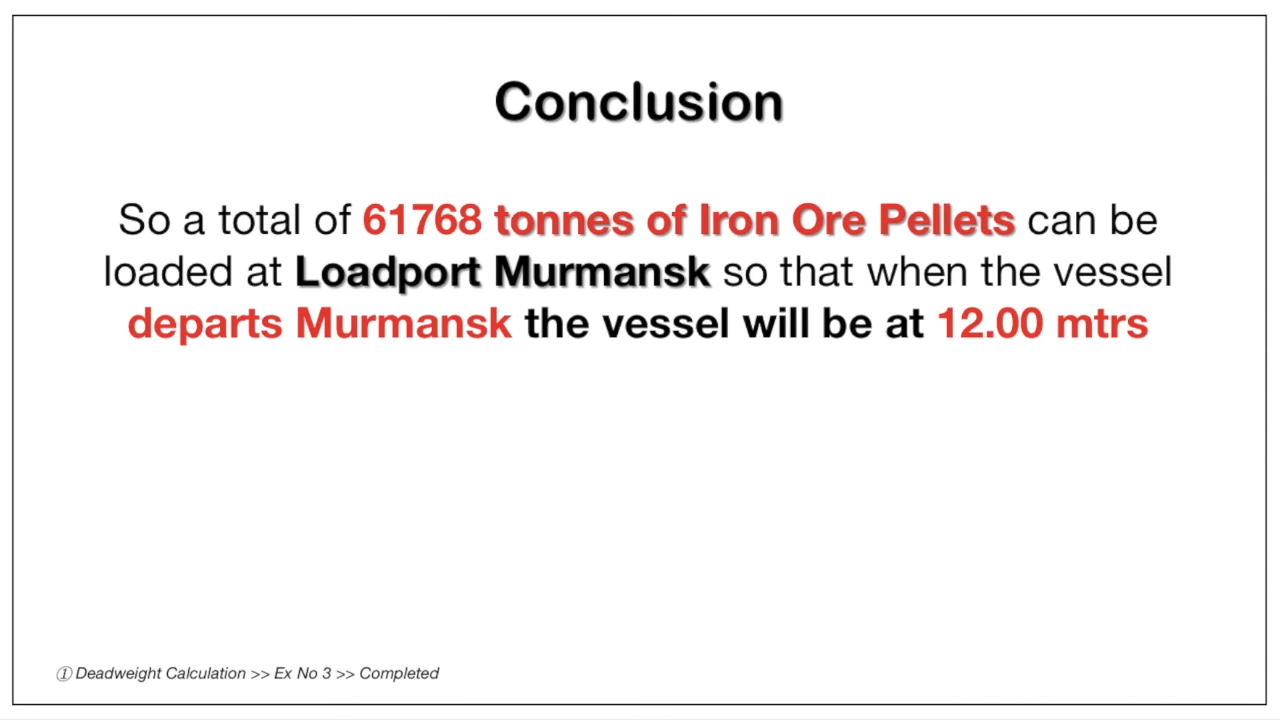 Conclusion
So a total of 61768 tonnes of Iron Ore Pellets can be
loaded at Loadport Murmansk so that when the vessel
departs Murmansk the vessel will be at 12.00 mtrs
① Deadweight Calculation >> Ex No 3 >> Completed